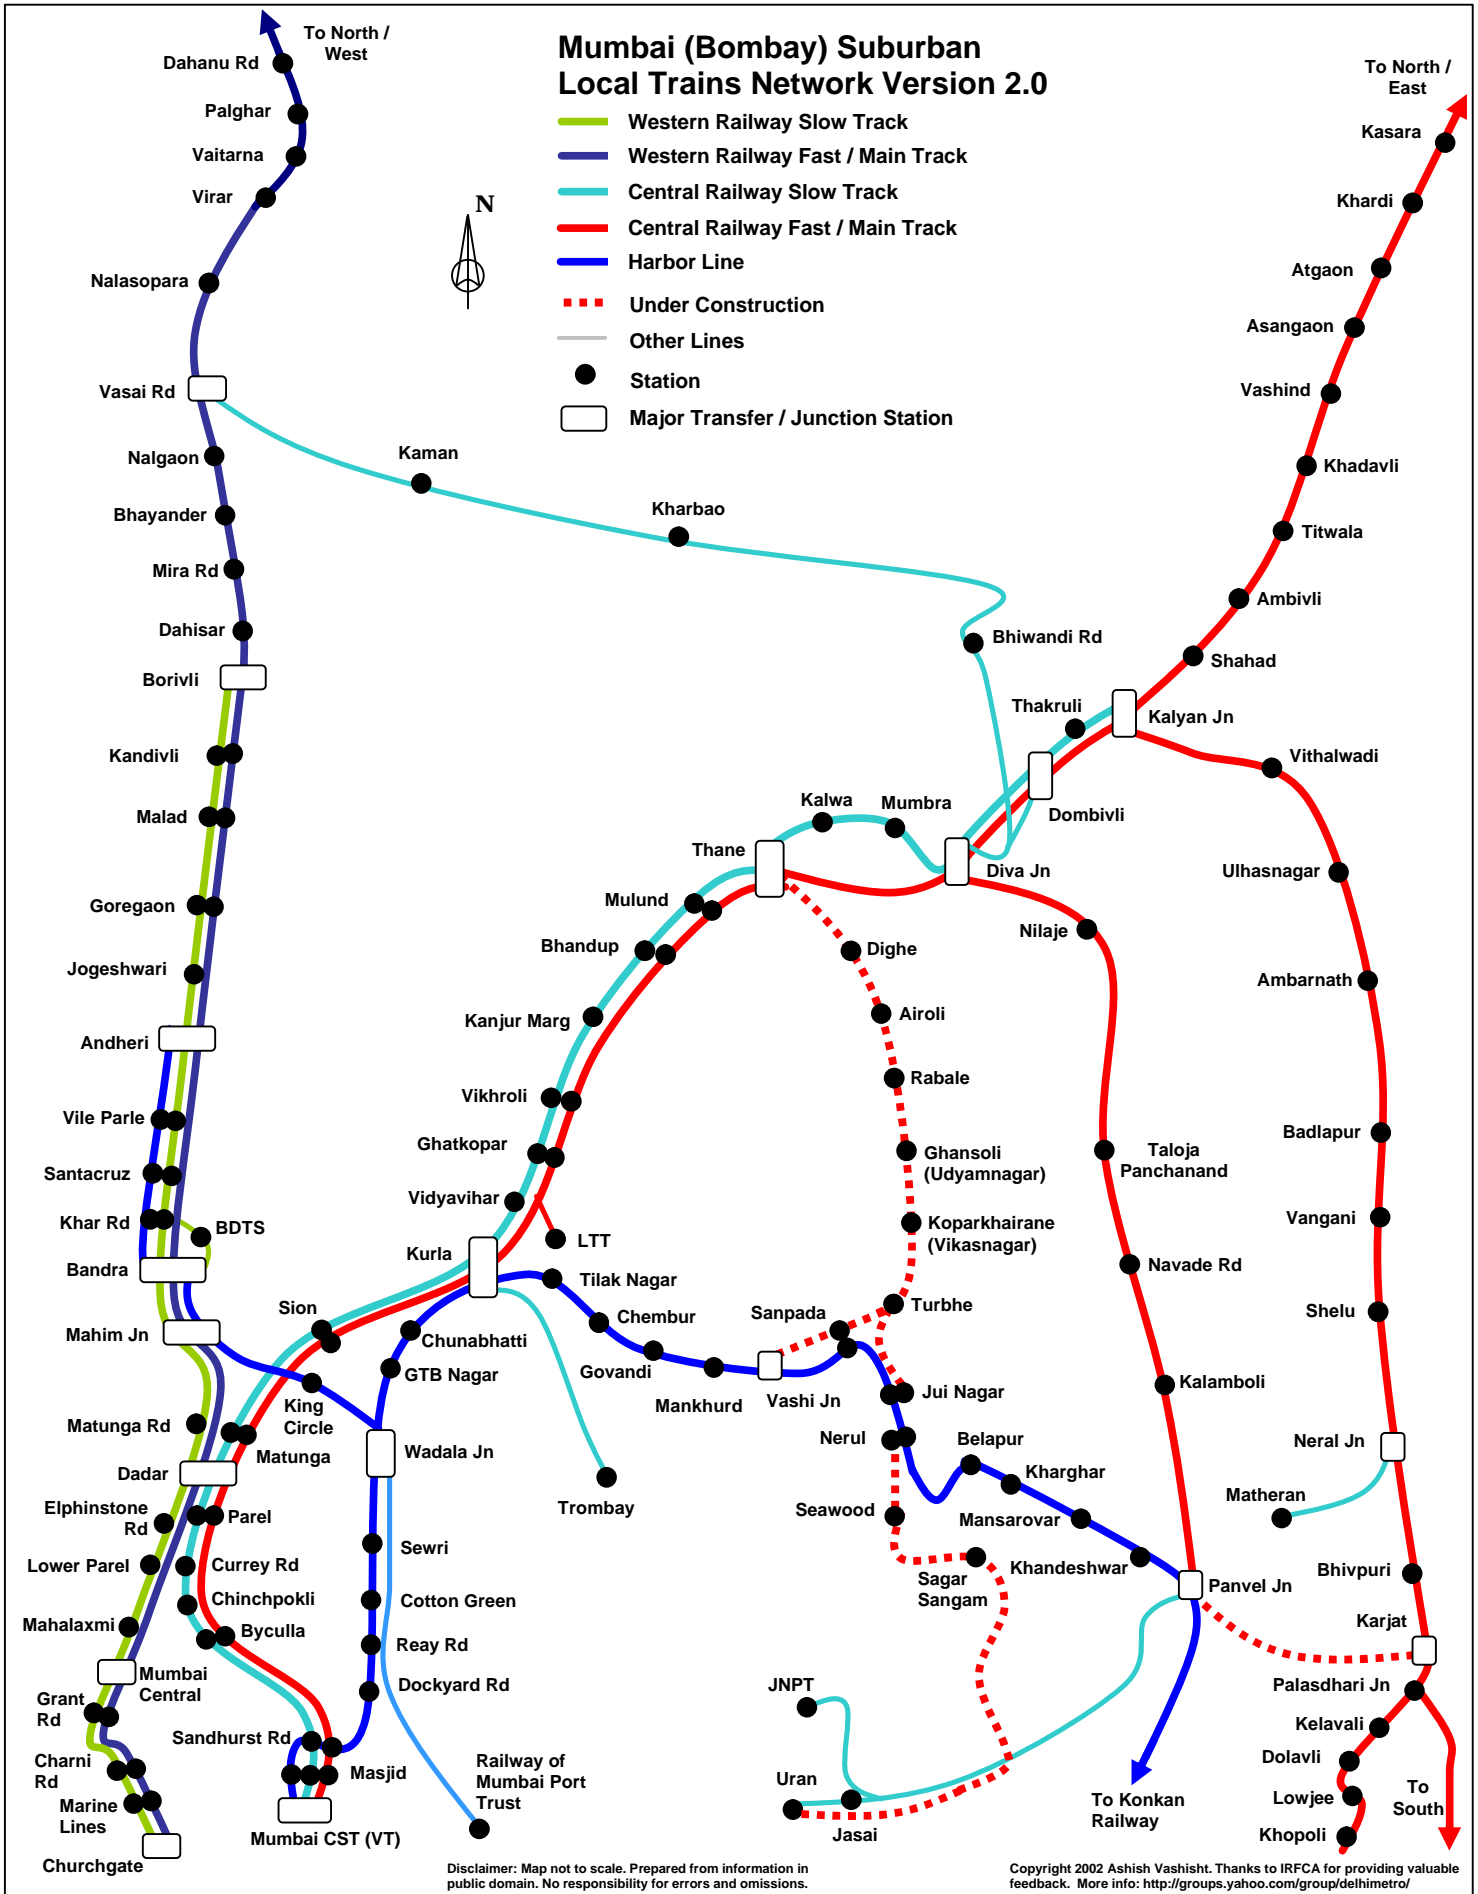 Mumbai (Bombay) Suburban
Local Trains Network Version 2.0
Western Railway Slow Track
Western Railway Fast / Main Track
Central Railway Slow Track
Central Railway Fast / Main Track
Harbor Line
Under Construction
Other Lines
Station
Major Transfer / Junction Station
N
To North /
West
Dahanu Rd
Palghar
Vaitarna
Virar
Nalasopara
Vasai Rd
Nalgaon
Bhayander
Mira Rd
Dahisar
Borivli
Kandivli
Malad
Goregaon
Jogeshwari
Andheri
Vile Parle
Santacruz
Khar Rd
BDTS
Bandra
Mahim Jn
Matunga Rd
Dadar
Elphinstone
Rd
Lower Parel
Mahalaxmi
Mumbai
Central
Grant
Rd
Charni
Rd
Marine
Lines
Churchgate
Kaman
Kharbao
Bhiwandi Rd
To North /
East
Kasara
Khardi
Atgaon
Asangaon
Vashind
Khadavli
Titwala
Ambivli
Shahad
Kalyan Jn
Thakruli
Dombivli
Diva Jn
Mumbra
Kalwa
Thane
Mulund
Bhandup
Kanjur Marg
Vikhroli
Ghatkopar
Vidyavihar
LTT
Kurla
Sion
Matunga
Parel
Currey Rd
Chinchpokli
Byculla
Sandhurst Rd
Masjid
Mumbai CST (VT)
King
Circle
Chunabhatti
GTB Nagar
Wadala Jn
Sewri
Cotton Green
Reay Rd
Dockyard Rd
Railway of
Mumbai Port
Trust
Tilak Nagar
Chembur
Govandi
Mankhurd
Vashi Jn
Sanpada
Trombay
Dighe
Airoli
Rabale
Ghansoli
(Udyamnagar)
Koparkhairane
(Vikasnagar)
Turbhe
Jui Nagar
Nerul
Belapur
Kharghar
Mansarovar
Khandeshwar
Panvel Jn
Seawood
Sagar
Sangam
JNPT
Uran
Jasai
To Konkan
Railway
Nilaje
Taloja
Panchanand
Navade Rd
Kalamboli
Vithalwadi
Ulhasnagar
Ambarnath
Badlapur
Vangani
Shelu
Neral Jn
Matheran
Bhivpuri
Karjat
Palasdhari Jn
Kelavali
Dolavli
Lowjee
Khopoli
To
South
Disclaimer: Map not to scale. Prepared from information in
public domain. No responsibility for errors and omissions.
Copyright 2002 Ashish Vashisht. Thanks to IRFCA for providing valuable
feedback. More info: http://groups.yahoo.com/group/delhimetro/